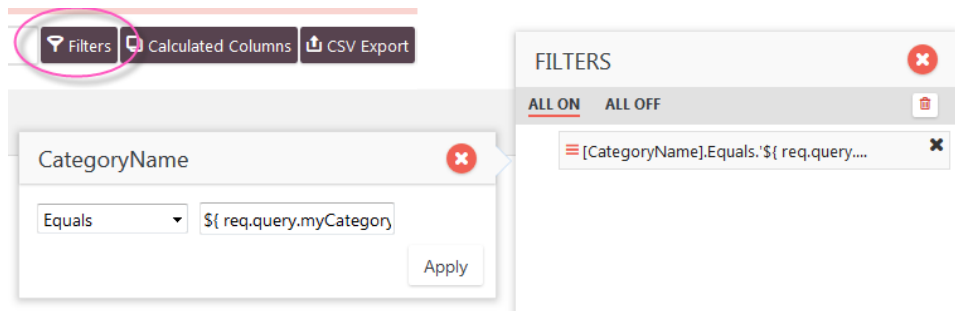 Filters Calculated Columns CSV Export
FILTERS
ALL ON ALL OFF
[CategoryName].Equals.'${ req.query....
CategoryName
Equals ${ req.query.myCategory
Apply